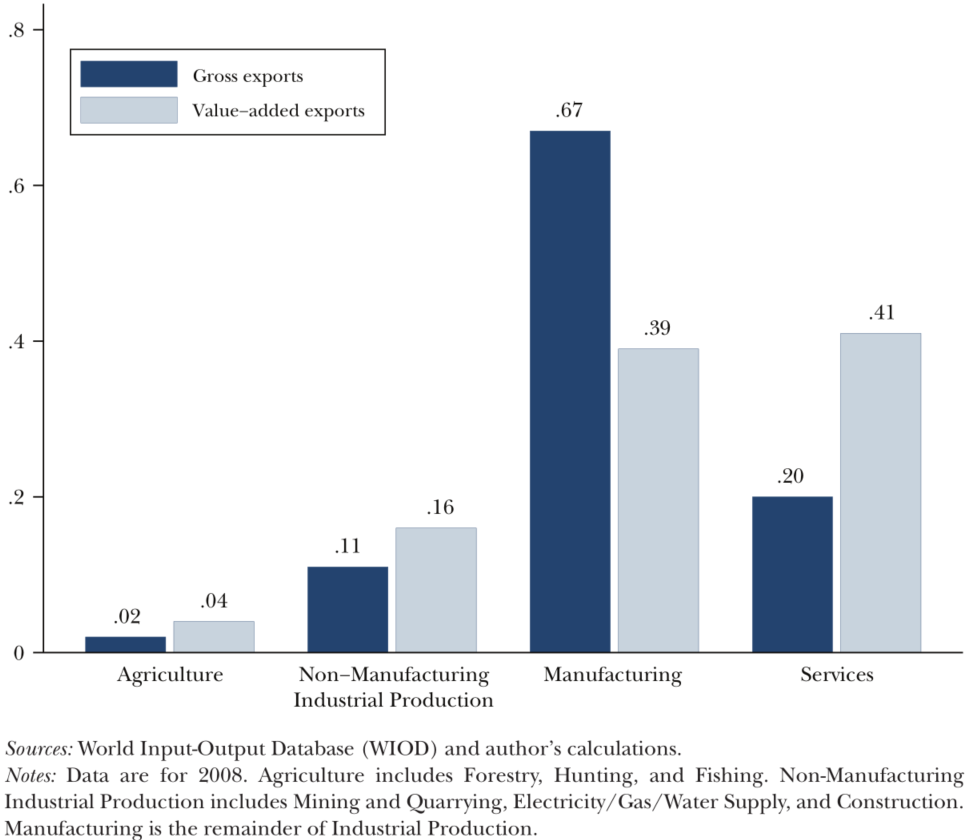 .8
Gross exports
Value–added exports
.67
.6
.41
.4
.39
.20
.2
.16
.11
.04
.02
0
Agriculture
Non–Manufacturing
Industrial Production
Manufacturing
Services
Sources: World Input-Output Database (WIOD) and author’s calculations.
Notes: Data are for 2008. Agriculture includes Forestry, Hunting, and Fishing. Non-Manufacturing
Industrial Production includes Mining and Quarrying, Electricity/Gas/Water Supply, and Construction.
Manufacturing is the remainder of Industrial Production.